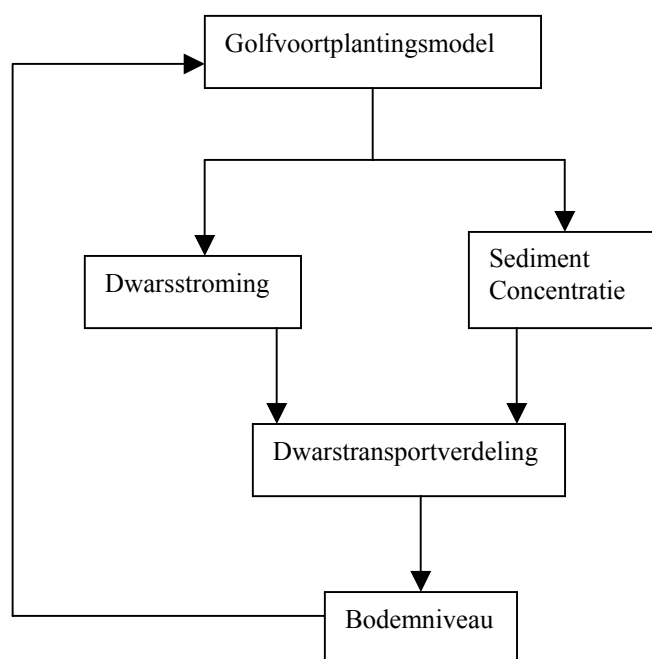 Golfvoortplantingsmodel
Dwarsstroming
Sediment
Concentratie
Dwarstransportverdeling
Bodemniveau